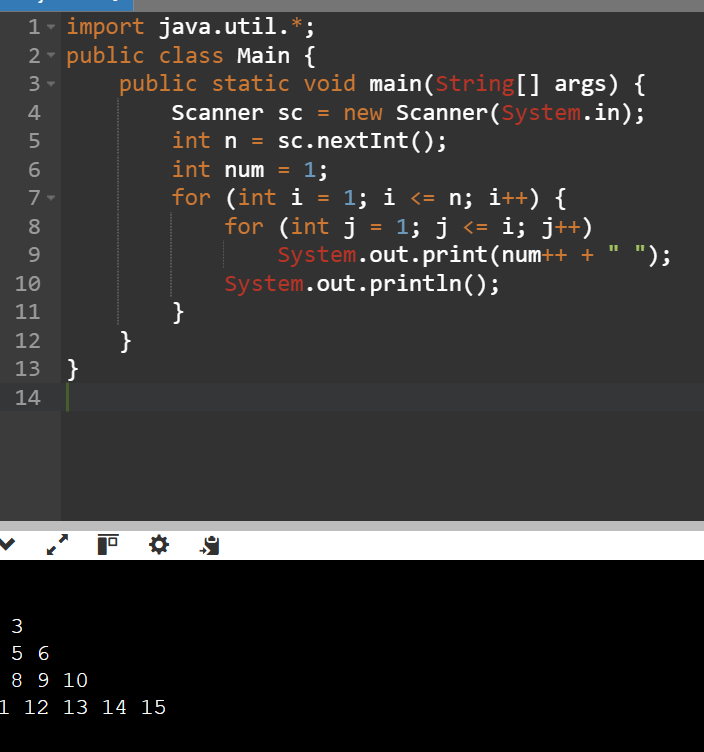 1 import java.util.*;
2 public class Main {
3 public static void main(String[] args) {
4 Scanner sc = new Scanner(System.in);
5 int n = sc.nextInt();
6 int num = 1;
7 for (int i = 1; i <= n; i++) {
8 for (int j = 1; j <= i; j++)
9 System.out.print(num++ + " ");
10 System.out.println();
11 }
12 }
13 }
14
3
5 6
8 9 10
1 12 13 14 15